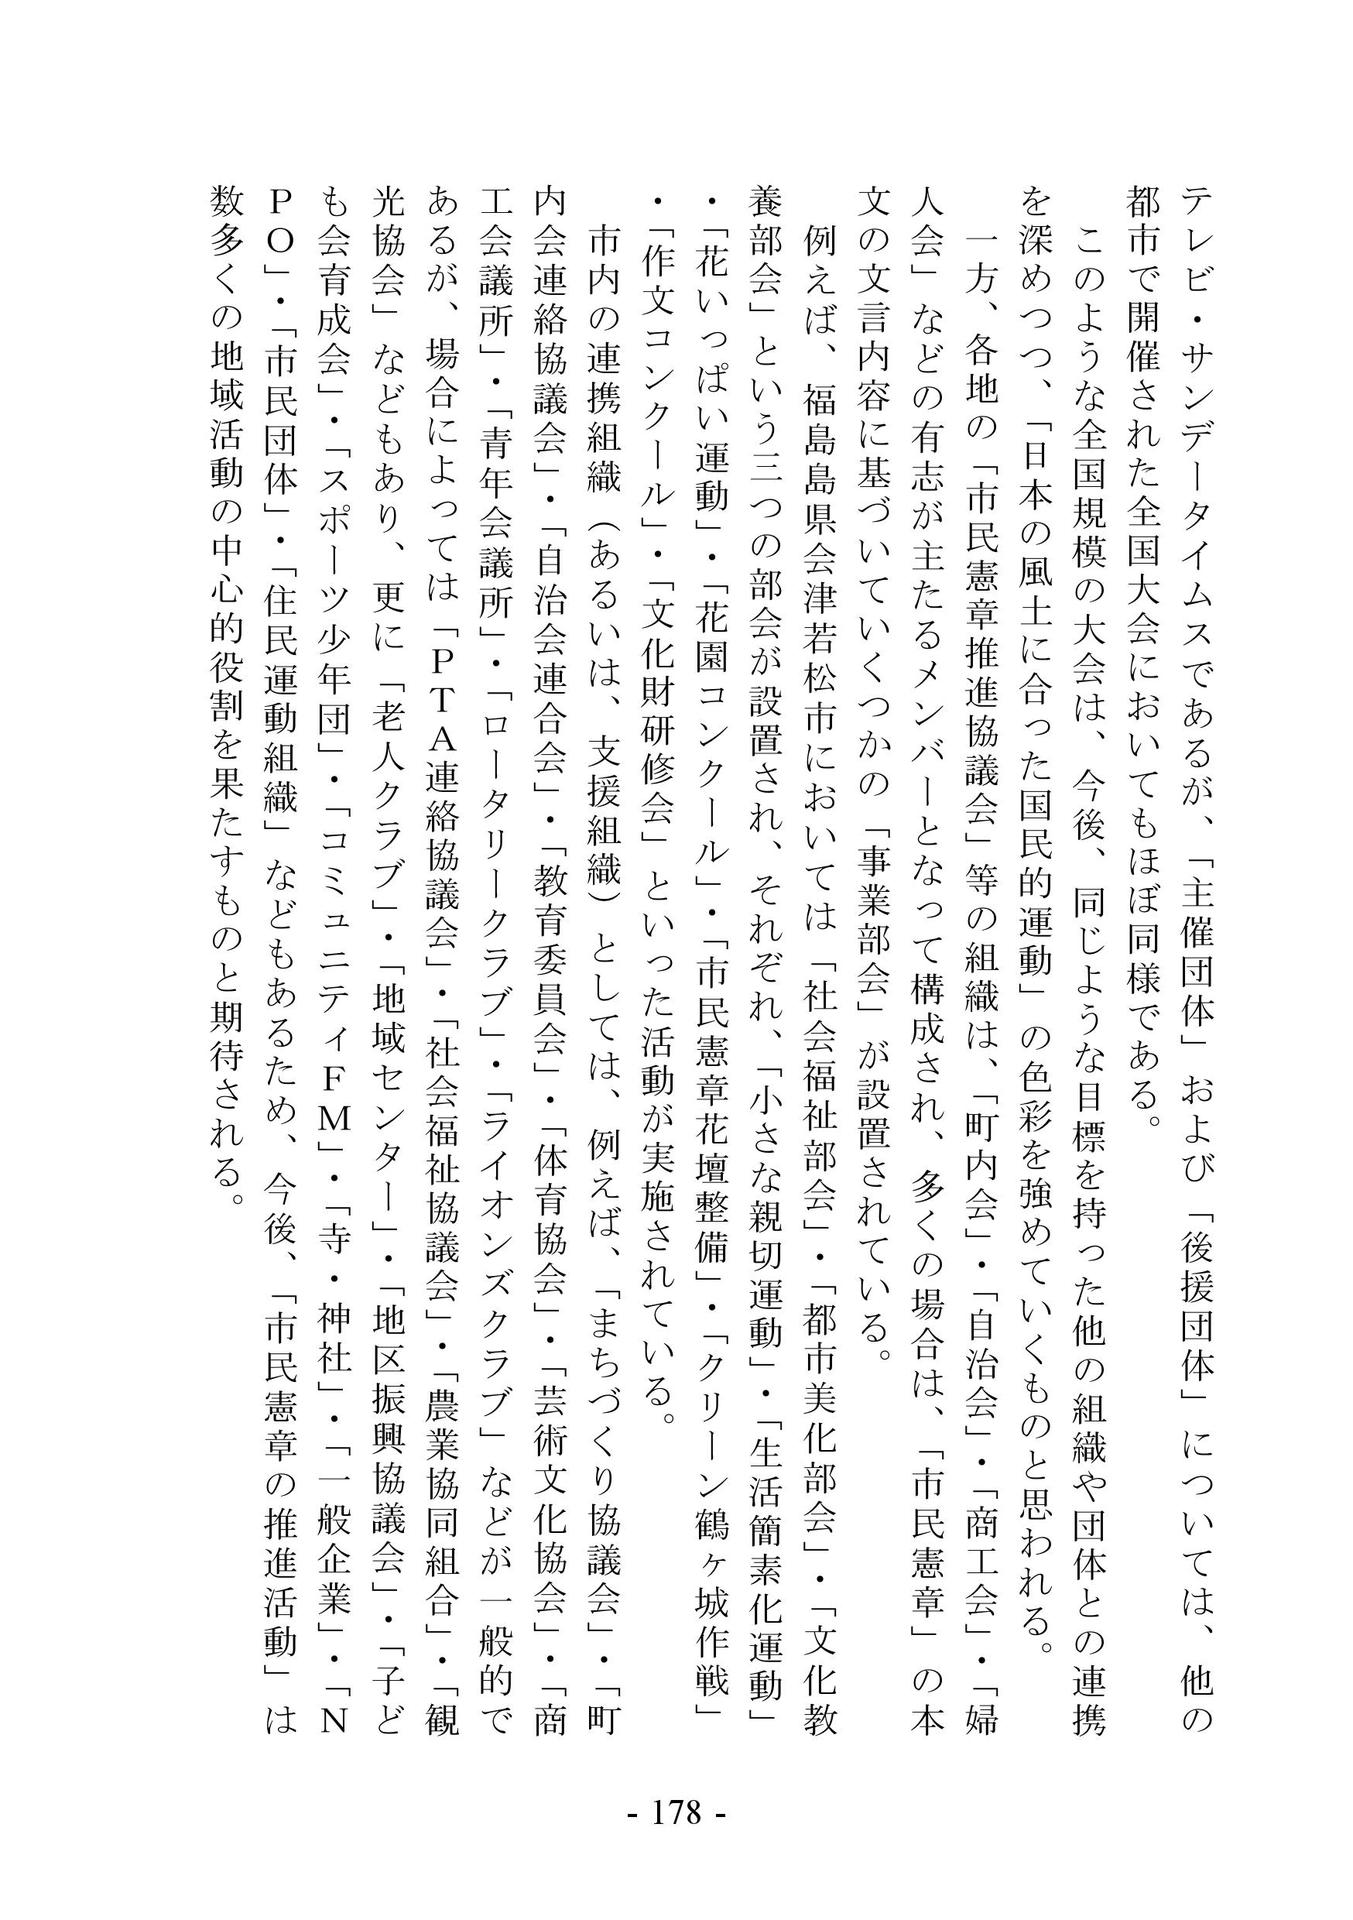 テレビ・サンデータイムスであるが、「主催団体」および「後援団体」については、他の
都市で開催された全国大会においてもほぼ同様である。
　このような全国規模の大会は、今後、同じような目標を持った他の組織や団体との連携
を深めつつ、「日本の風土に合った国民的運動」の色彩を強めていくものと思われる。
　一方、各地の「市民憲章推進協議会」等の組織は、「町内会」・「自治会」・「商工会」・「婦
人会」などの有志が主たるメンバーとなって構成され、多くの場合は、「市民憲章」の本
文の文言内容に基づいていくつかの「事業部会」が設置されている。
　例えば、福島島県会津若松市においては「社会福祉部会」・「都市美化部会」・「文化教
養部会」という三つの部会が設置され、それぞれ、「小さな親切運動」・「生活簡素化運動」
・「花いっぱい運動」・「花園コンクール」・「市民憲章花壇整備」・「クリーン鶴ヶ城作戦」
・「作文コンクール」・「文化財研修会」といった活動が実施されている。
　市内の連携組織（あるいは、支援組織）としては、例えば、「まちづくり協議会」・「町
内会連絡協議会」・「自治会連合会」・「教育委員会」・「体育協会」・「芸術文化協会」・「商
工会議所」・「青年会議所」・「ロータリークラブ」・「ライオンズクラブ」などが一般的で
あるが、場合によっては「ＰＴＡ連絡協議会」・「社会福祉協議会」・「農業協同組合」・「観
光協会」などもあり、更に「老人クラブ」・「地域センター」・「地区振興協議会」・「子ど
も会育成会」・「スポーツ少年団」・「コミュニティＦＭ」・「寺・神社」・「一般企業」・「Ｎ
ＰＯ」・「市民団体」・「住民運動組織」などもあるため、今後、「市民憲章の推進活動」は
数多くの地域活動の中心的役割を果たすものと期待される。
- 178 -